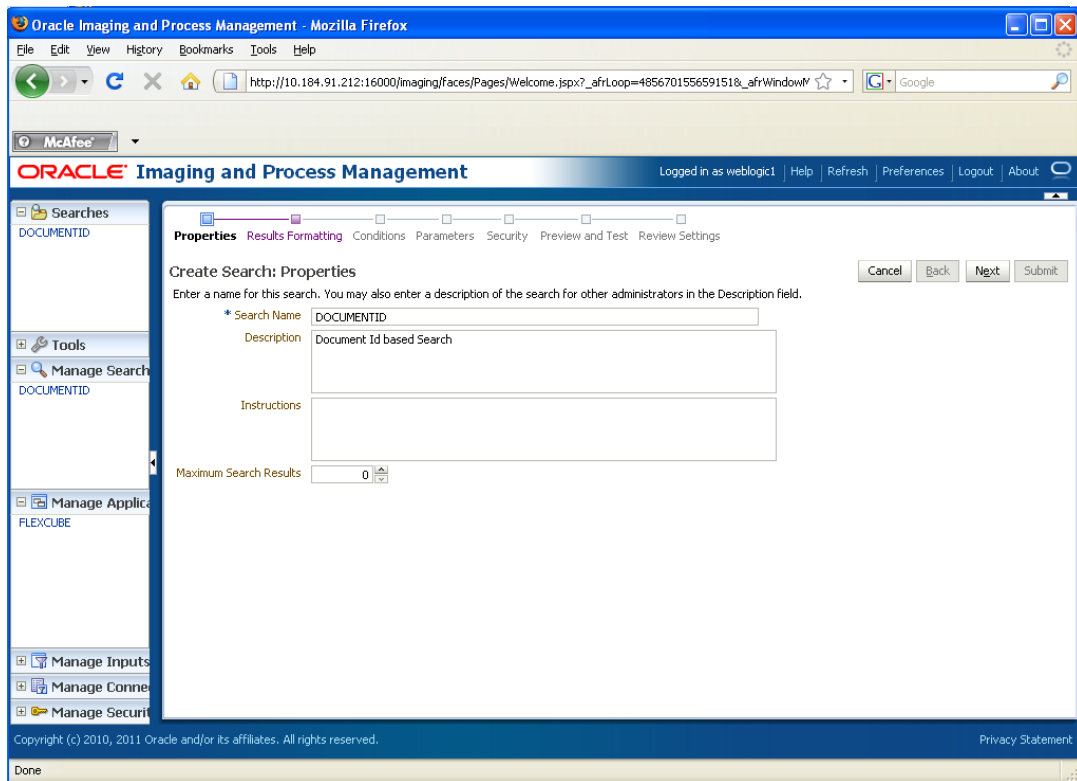 Oracle Imaging and Process Management - Mozilla Firefox
File Edit View History Bookmarks Tools Help
http://10.184.91.212:16000/imaging/faces/Pages/Welcome.jspx?_afrLoop=485670155659151&_afrWindowM
Google
McAfee
ORACLE Imaging and Process Management
Logged in as weblogic1 | Help | Refresh | Preferences | Logout | About
Searches
DOCUMENTID
Tools
Manage Search
DOCUMENTID
Manage Applica
FLEXCUBE
Manage Inputs
Manage Conne
Manage Securit
Properties Results Formatting Conditions Parameters Security Preview and Test Review Settings
Create Search: Properties
Cancel Back Next Submit
Enter a name for this search. You may also enter a description of the search for other administrators in the Description field.
* Search Name DOCUMENTID
Description Document Id based Search
Instructions
Maximum Search Results 0
Copyright (c) 2010, 2011 Oracle and/or its affiliates. All rights reserved.
Privacy Statement
Done